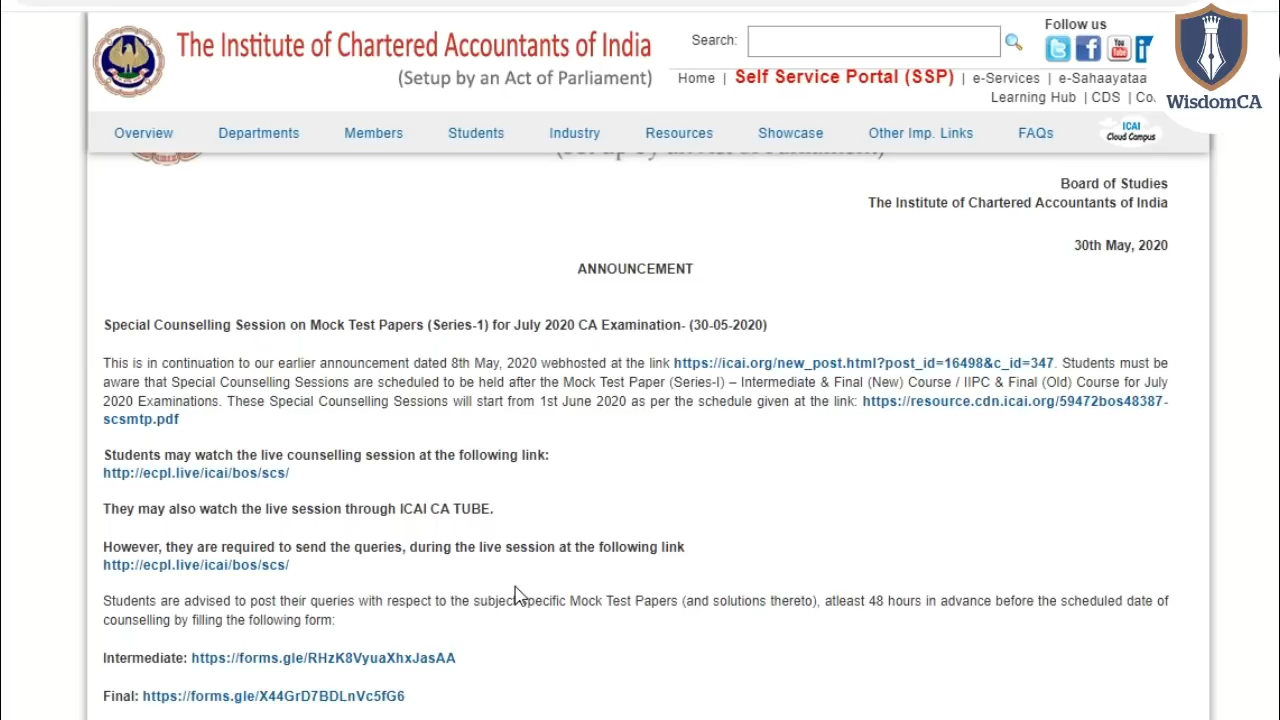 The Institute of Chartered Accountants of India
(Setup by an Act of Parliament)
Search:
Follow us
You
Tube
Home | Self Service Portal (SSP) | e-Services | e-Sahaayataa
Learning Hub | CDS | Co.
WisdomCA
Overview Departments Members Students Industry Resources Showcase Other Imp. Links FAQs
ICAI
Cloud Campus
(Set up by an Act of Parliament)
Board of Studies
The Institute of Chartered Accountants of India
30th May, 2020
ANNOUNCEMENT
Special Counselling Session on Mock Test Papers (Series-1) for July 2020 CA Examination- (30-05-2020)
This is in continuation to our earlier announcement dated 8th May, 2020 webhosted at the link https://icai.org/new_post.html?post_id=16498&c_id=347. Students must be
aware that Special Counselling Sessions are scheduled to be held after the Mock Test Paper (Series-I) – Intermediate & Final (New) Course / IIPC & Final (Old) Course for July
2020 Examinations. These Special Counselling Sessions will start from 1st June 2020 as per the schedule given at the link: https://resource.cdn.icai.org/59472bos48387-
scsmtp.pdf
Students may watch the live counselling session at the following link:
http://ecpl.live/icai/bos/scs/
They may also watch the live session through ICAI CA TUBE.
However, they are required to send the queries, during the live session at the following link
http://ecpl.live/icai/bos/scs/
Students are advised to post their queries with respect to the subject specific Mock Test Papers (and solutions thereto), atleast 48 hours in advance before the scheduled date of
counselling by filling the following form:
Intermediate: https://forms.gle/RHzK8VyuaXhxJasAA
Final: https://forms.gle/X44GrD7BDLnVc5fG6